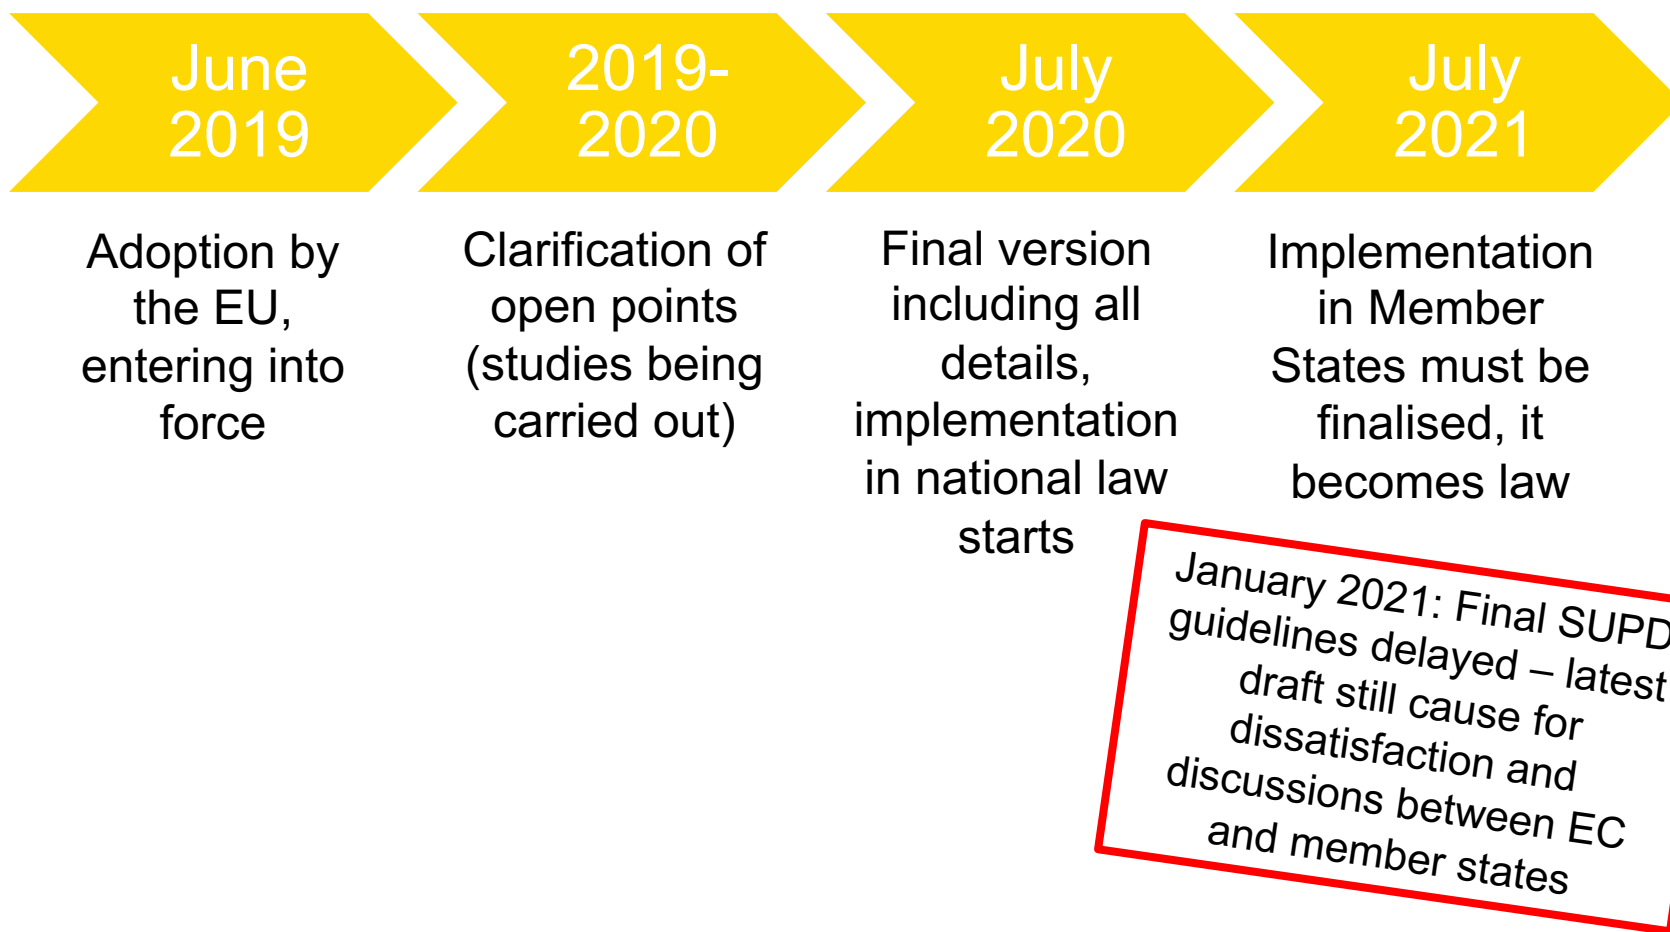 June
2019
2019-
2020
July
2020
July
2021
Adoption by
the EU,
entering into
force
Clarification of
open points
(studies being
carried out)
Final version
including all
details,
implementation
in national law
starts
Implementation
in Member
States must be
finalised, it
becomes law
January 2021: Final SUPD
guidelines delayed – latest
draft still cause for
dissatisfaction and
discussions between EC
and member states